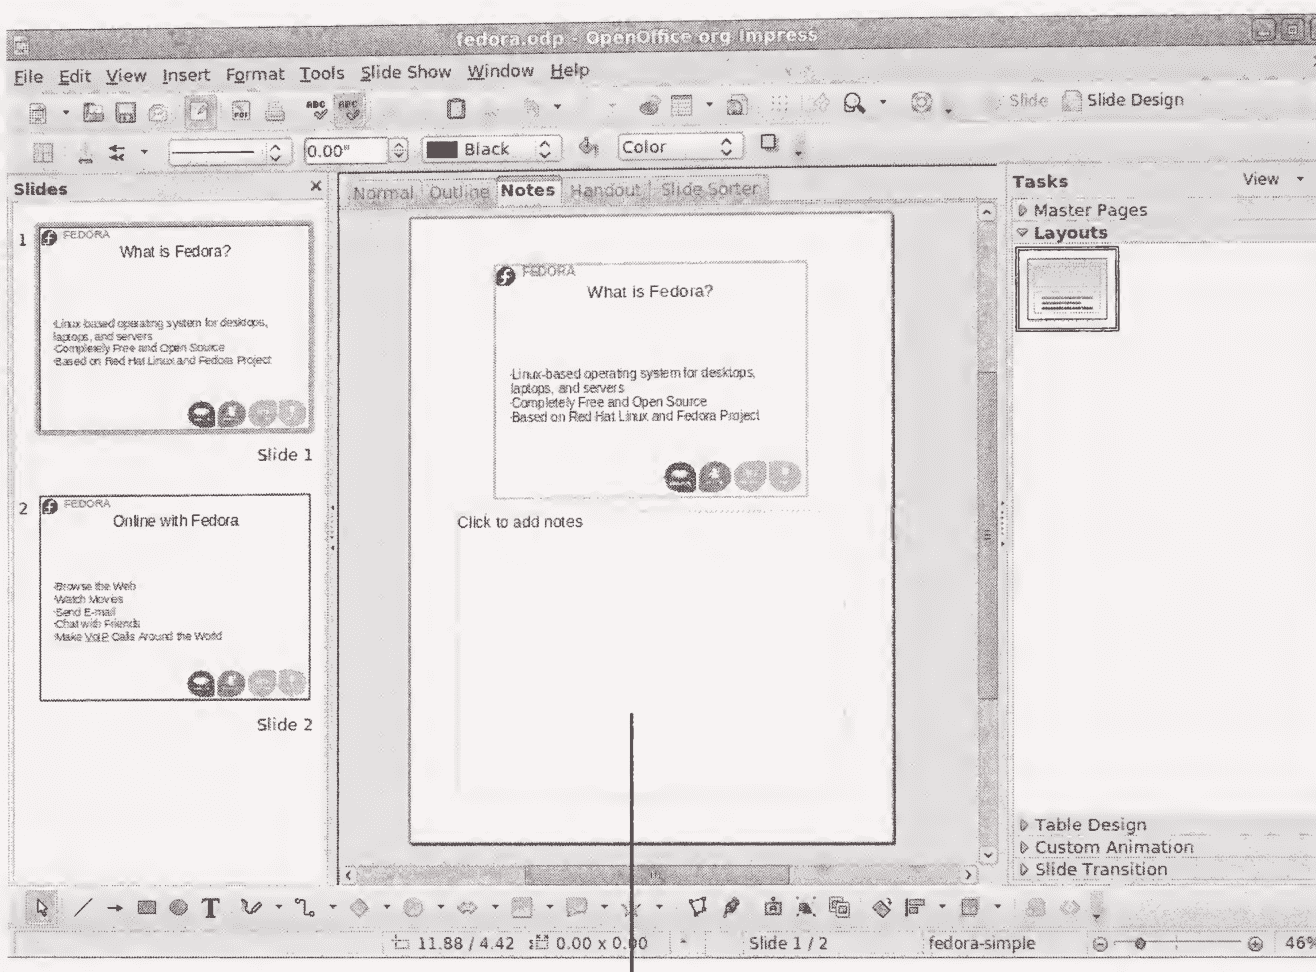 fedora.odp - OpenOffice.org Impress
File Edit View Insert Format Tools Slide Show Window Help
ABC ABC PDF Slide Slide Design
0.00" Black Color
Slides
Normal Outline Notes Handout Slide Sorter
Tasks View
Master Pages
Layouts
1
FEDORA
What is Fedora?
·Linux-based operating system for desktops,
laptops, and servers
·Completely Free and Open Source
·Based on Red Hat Linux and Fedora Project
Slide 1
2
FEDORA
Online with Fedora
·Browse the Web
·Watch Movies
·Send E-mail
·Chat with Friends
·Make VoIP Calls Around the World
Slide 2
FEDORA
What is Fedora?
·Linux-based operating system for desktops,
laptops, and servers
·Completely Free and Open Source
·Based on Red Hat Linux and Fedora Project
Click to add notes
Table Design
Custom Animation
Slide Transition
T
11.88 / 4.42 0.00 x 0.00 * Slide 1 / 2 fedora-simple 46%